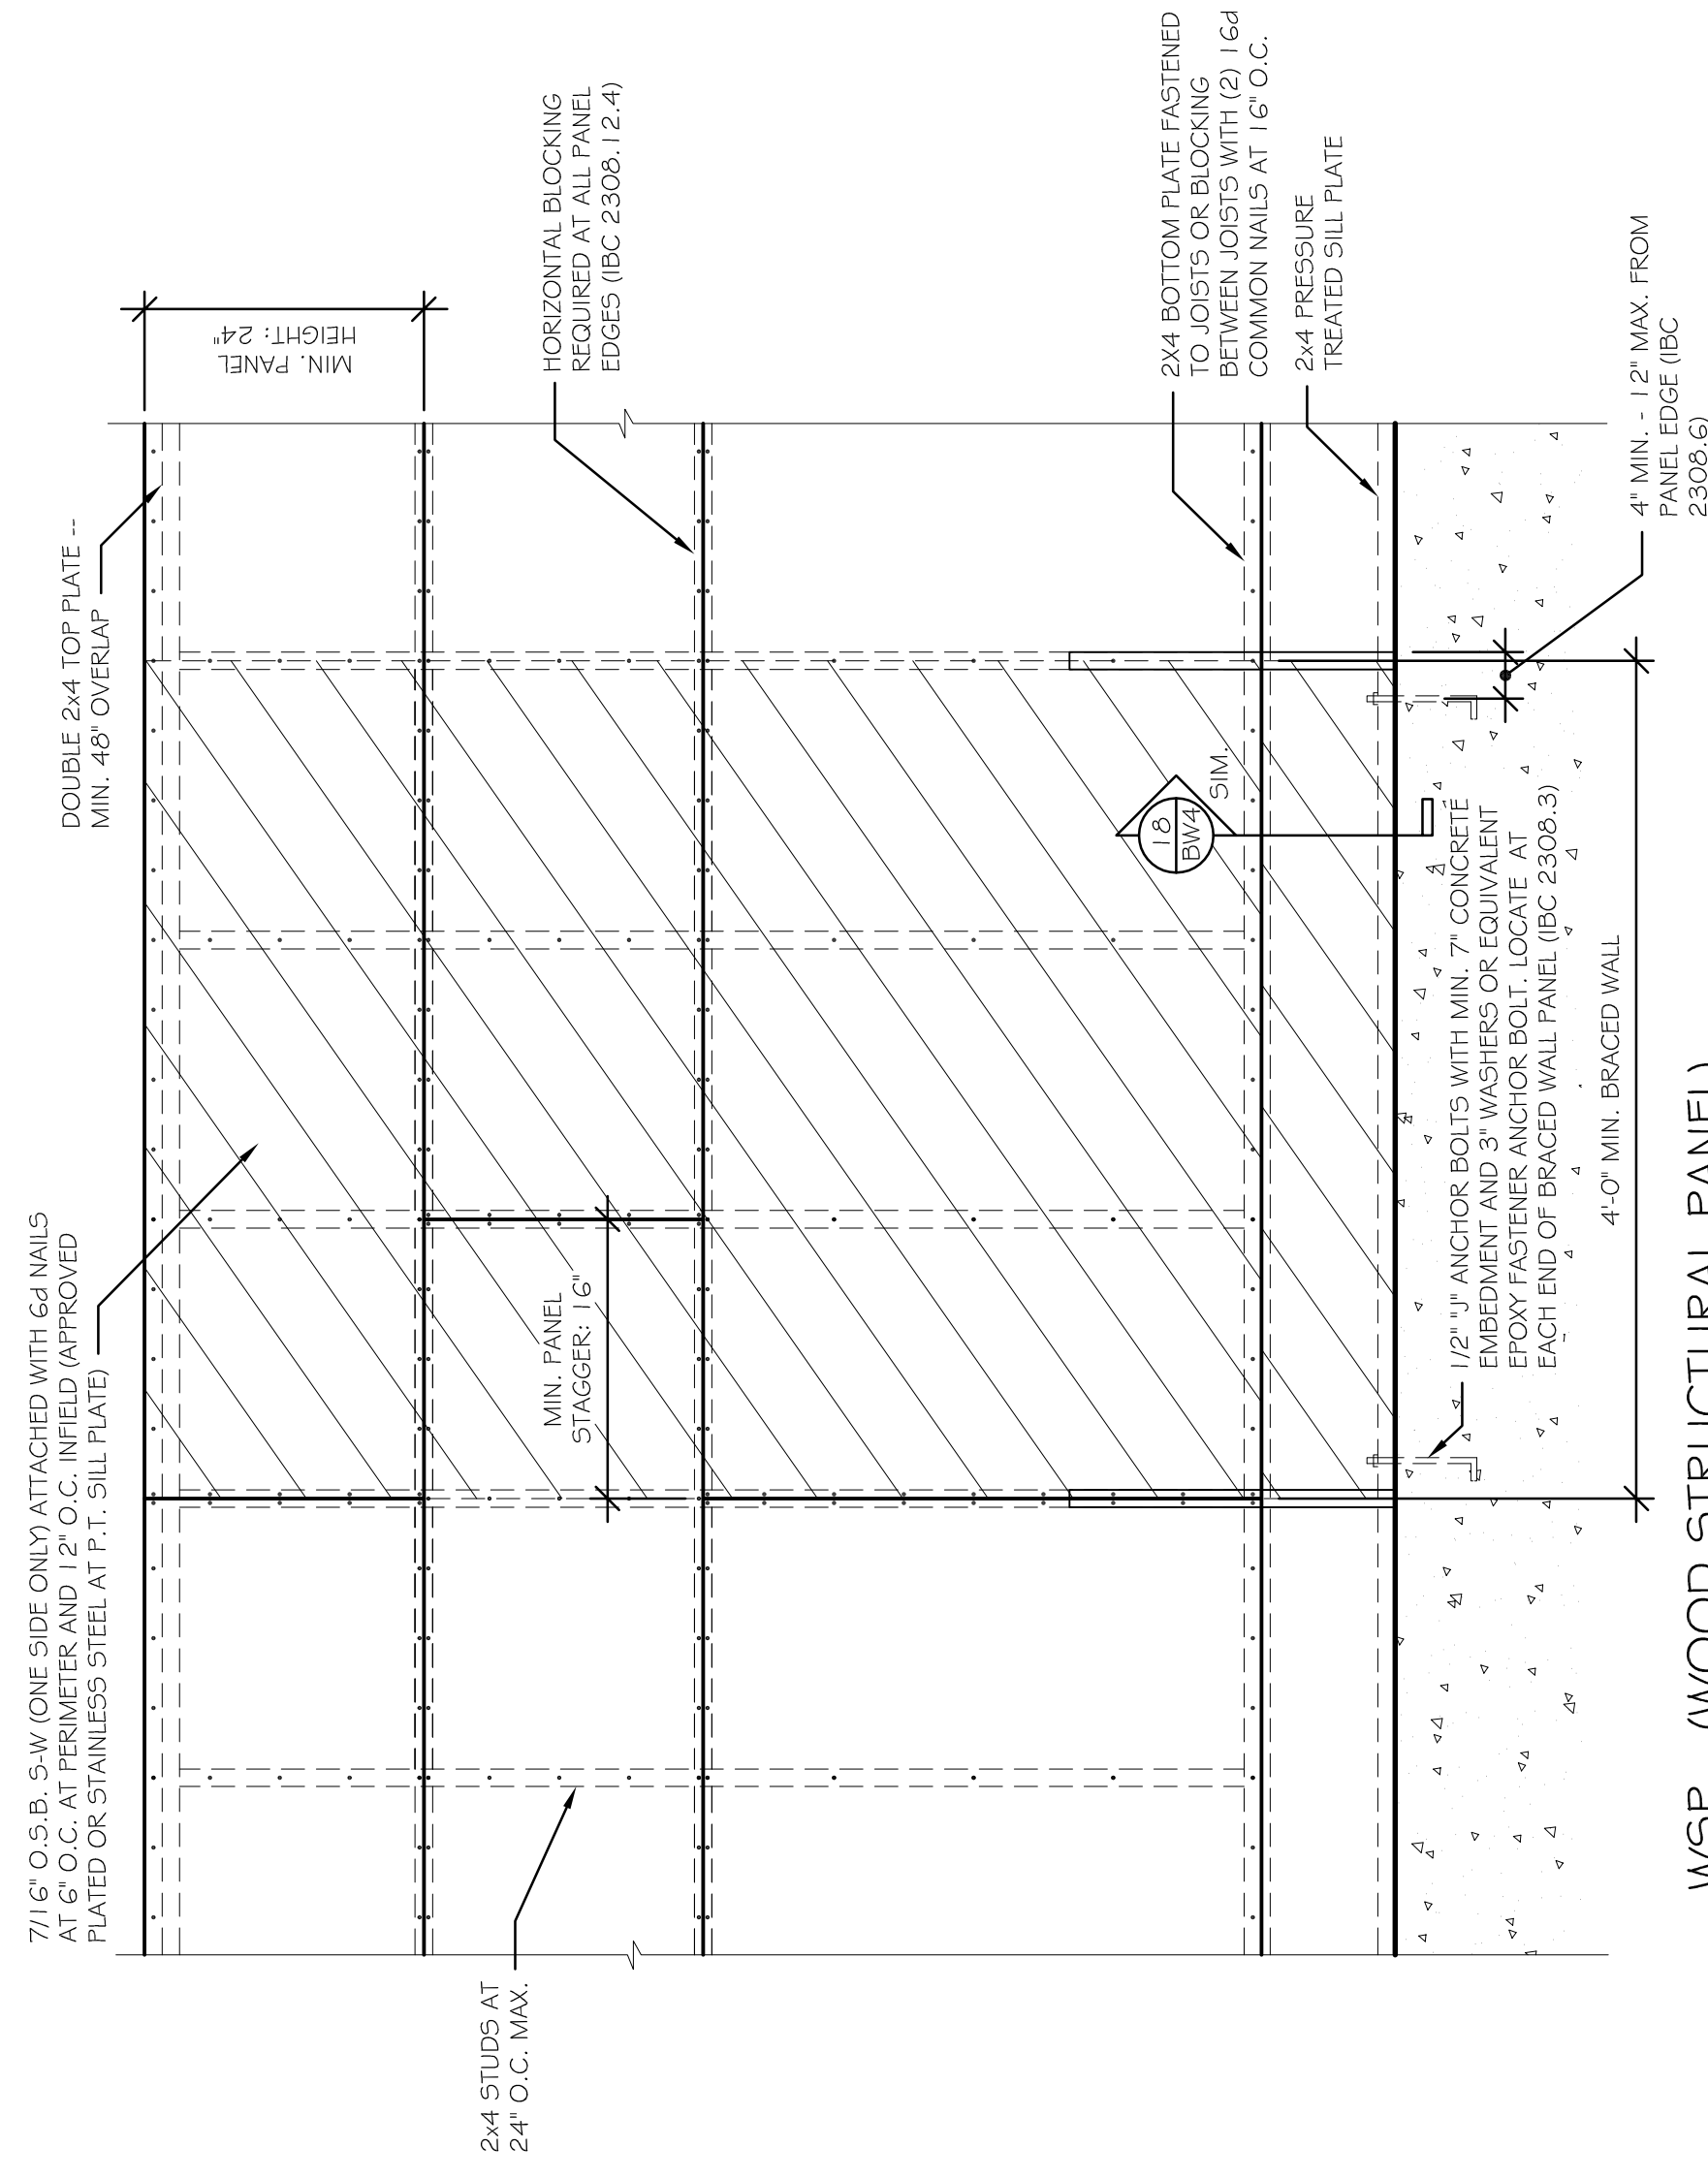 7/16" O.S.B. S-W (ONE SIDE ONLY) ATTACHED WITH 6d NAILS
AT 6" O.C. AT PERIMETER AND 12" O.C. INFIELD (APPROVED
PLATED OR STAINLESS STEEL AT P.T. SILL PLATE)
DOUBLE 2x4 TOP PLATE --
MIN. 48" OVERLAP
MIN. PANEL
HEIGHT: 24"
2x4 STUDS AT
24" O.C. MAX.
MIN. PANEL
STAGGER: 16"
HORIZONTAL BLOCKING
REQUIRED AT ALL PANEL
EDGES (IBC 2308.12.4)
18
BW4
SIM.
2X4 BOTTOM PLATE FASTENED
TO JOISTS OR BLOCKING
BETWEEN JOISTS WITH (2) 16d
COMMON NAILS AT 16" O.C.
2x4 PRESSURE
TREATED SILL PLATE
1/2" "J" ANCHOR BOLTS WITH MIN. 7" CONCRETE
EMBEDMENT AND 3" WASHERS OR EQUIVALENT
EPOXY FASTENER ANCHOR BOLT. LOCATE AT
EACH END OF BRACED WALL PANEL (IBC 2308.3)
4'-0" MIN. BRACED WALL
4" MIN. - 12" MAX. FROM
PANEL EDGE (IBC
2308.6)
WSP (WOOD STRUCTURAL PANEL)